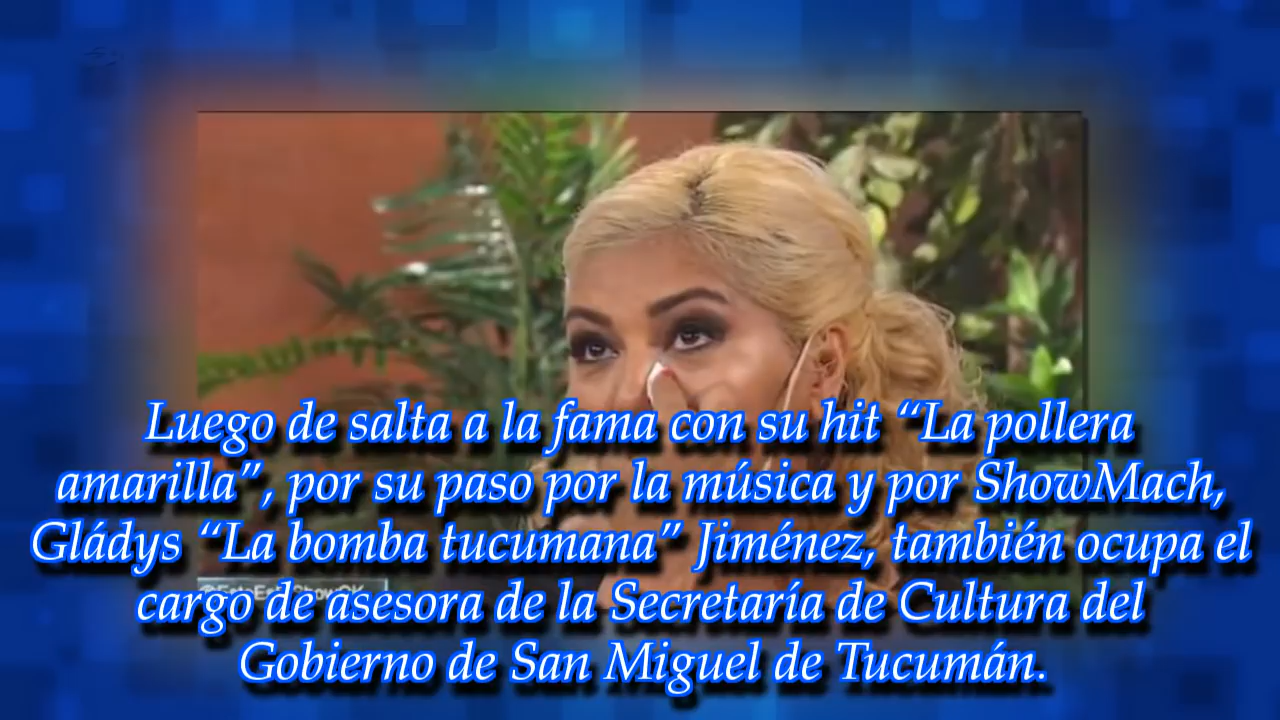 Luego de salta a la fama con su hit “La pollera
amarilla”, por su paso por la música y por ShowMach,
Gládys “La bomba tucumana” Jiménez, también ocupa el
cargo de asesora de la Secretaría de Cultura del
Gobierno de San Miguel de Tucumán.